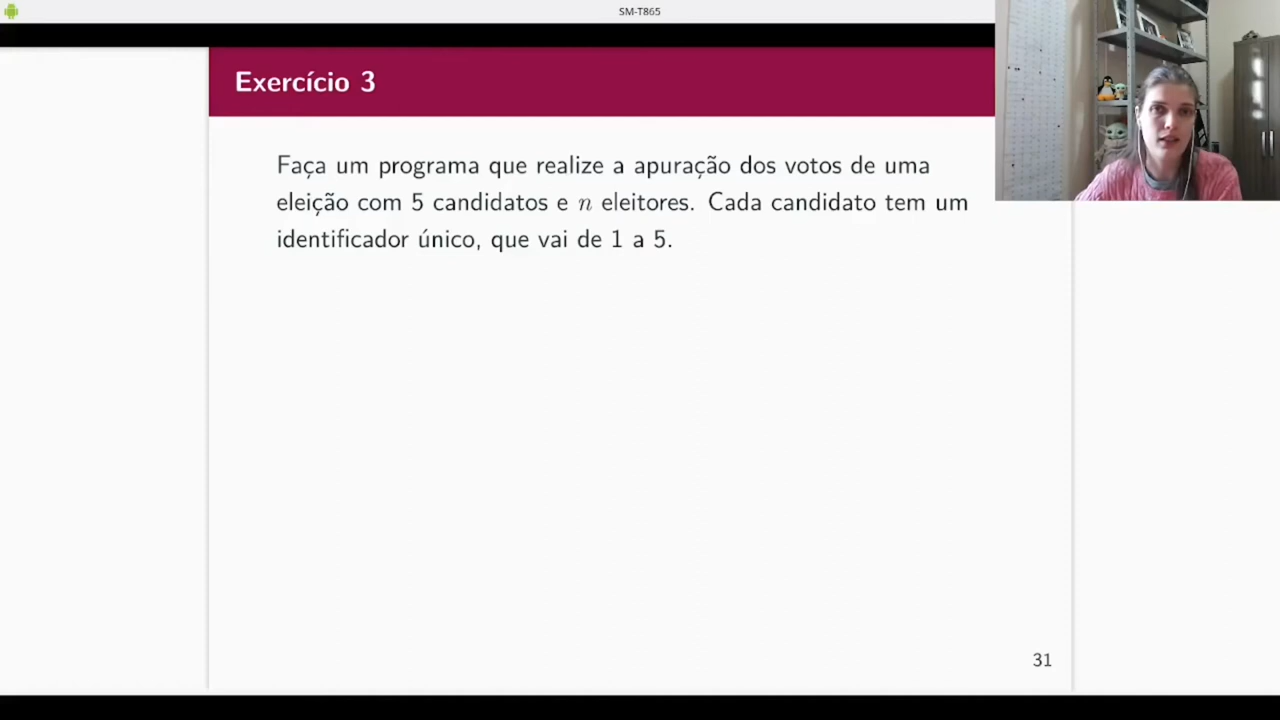 SM-T865
Exercício 3
Faça um programa que realize a apuração dos votos de uma
eleição com 5 candidatos e n eleitores. Cada candidato tem um
identificador único, que vai de 1 a 5.
31